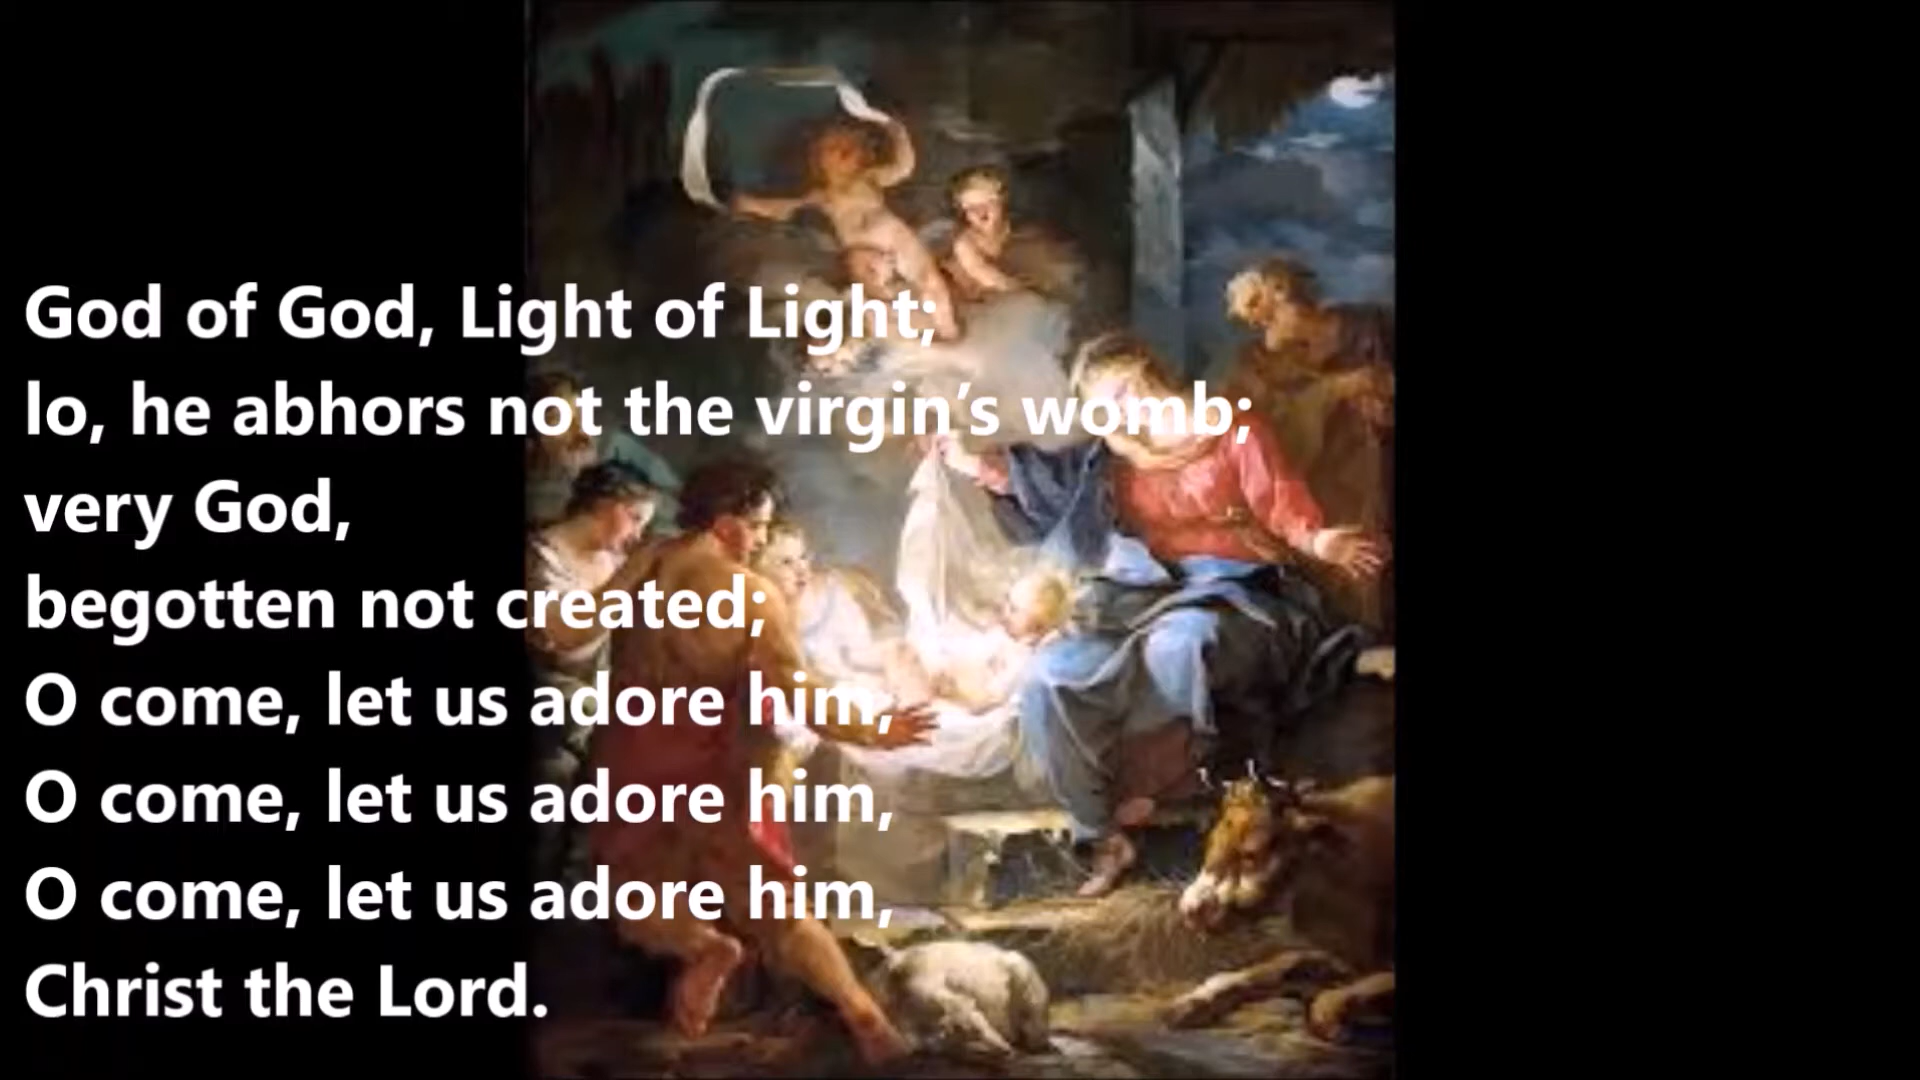 God of God, Light of Light;
lo, he abhors not the virgin’s womb;
very God,
begotten not created;
O come, let us adore him,
O come, let us adore him,
O come, let us adore him,
Christ the Lord.